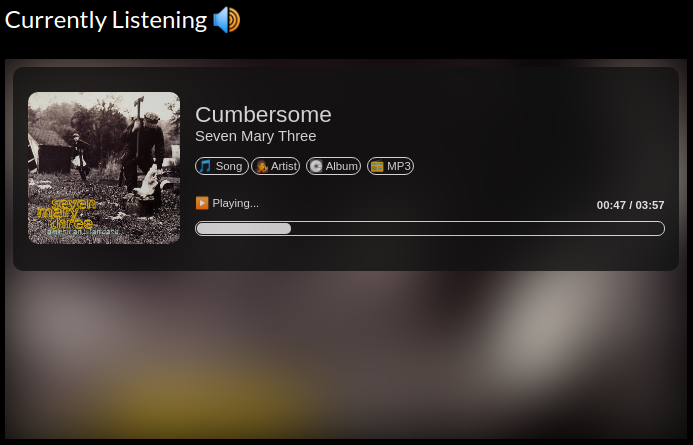 Currently Listening
Cumbersome
Seven Mary Three
Song Artist Album MP3
Playing...
00:47 / 03:57
seven
mary
three
american standard